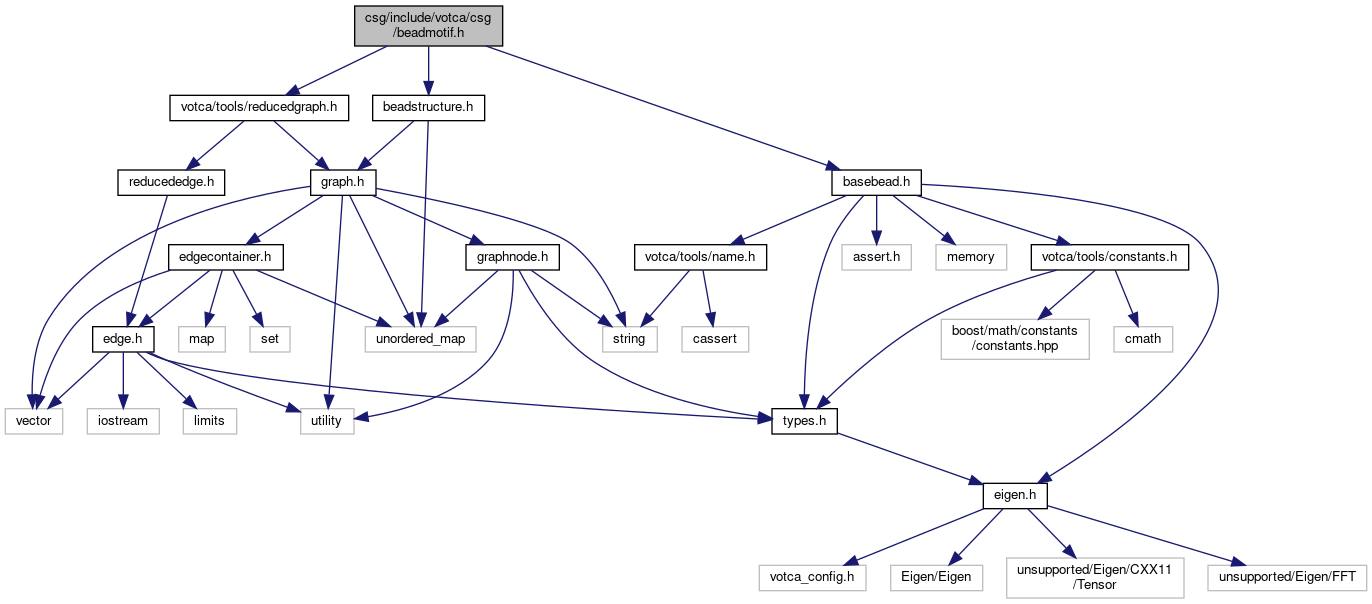 csg/include/votca/csg
/beadmotif.h
votca/tools/reducedgraph.h
beadstructure.h
reducededge.h
graph.h
basebead.h
edgecontainer.h
graphnode.h
votca/tools/name.h
assert.h
memory
votca/tools/constants.h
edge.h
map
set
unordered_map
string
cassert
boost/math/constants
/constants.hpp
cmath
vector
iostream
limits
utility
types.h
eigen.h
votca_config.h
Eigen/Eigen
unsupported/Eigen/CXX11
/Tensor
unsupported/Eigen/FFT